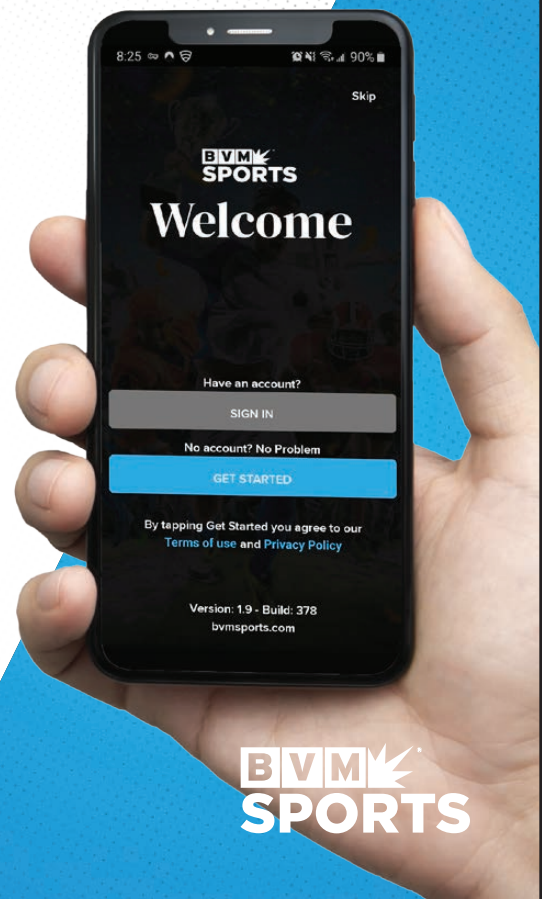 8:25
90%
Skip
BVM
SPORTS
Welcome
Have an account?
SIGN IN
No account? No Problem
GET STARTED
By tapping Get Started you agree to our
Terms of use and Privacy Policy
Version: 1.9 - Build: 378
bvmsports.com
BVM
SPORTS